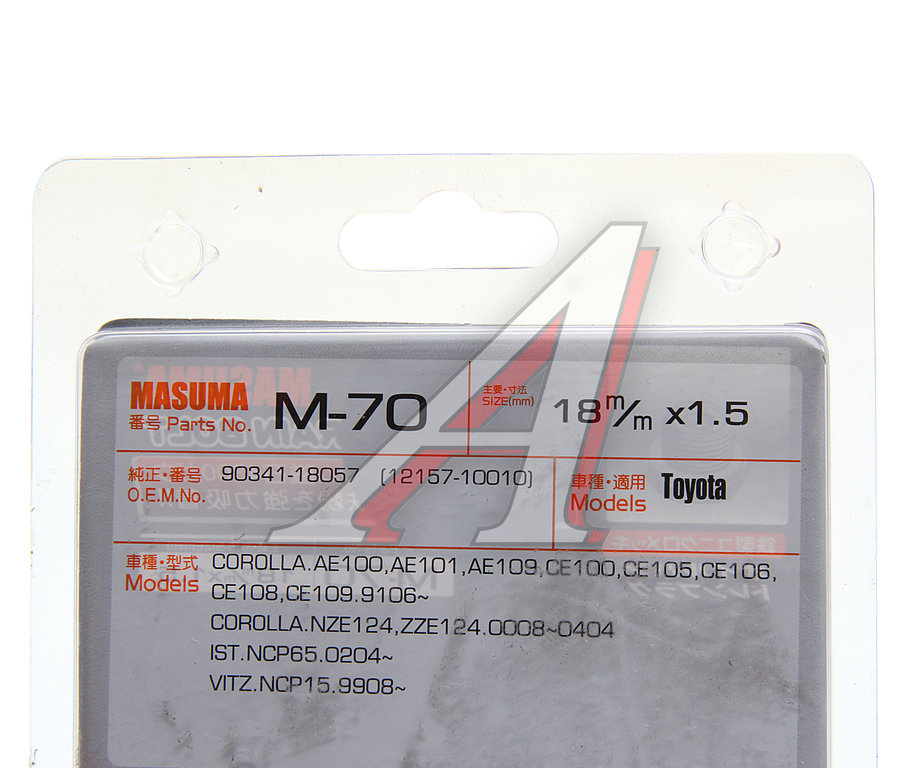 MASUMA
番号 Parts No.
M-70
主要・寸法
SIZE(mm)
18m/m x1.5
純正・番号
O.E.M.No.
90341-18057 (12157-10010)
車種・適用
Models
Toyota
車種・型式
Models
COROLLA.AE100,AE101,AE109,CE100,CE105,CE106,
CE108,CE109.9106~
COROLLA.NZE124,ZZE124.0008~0404
IST.NCP65.0204~
VITZ.NCP15.9908~